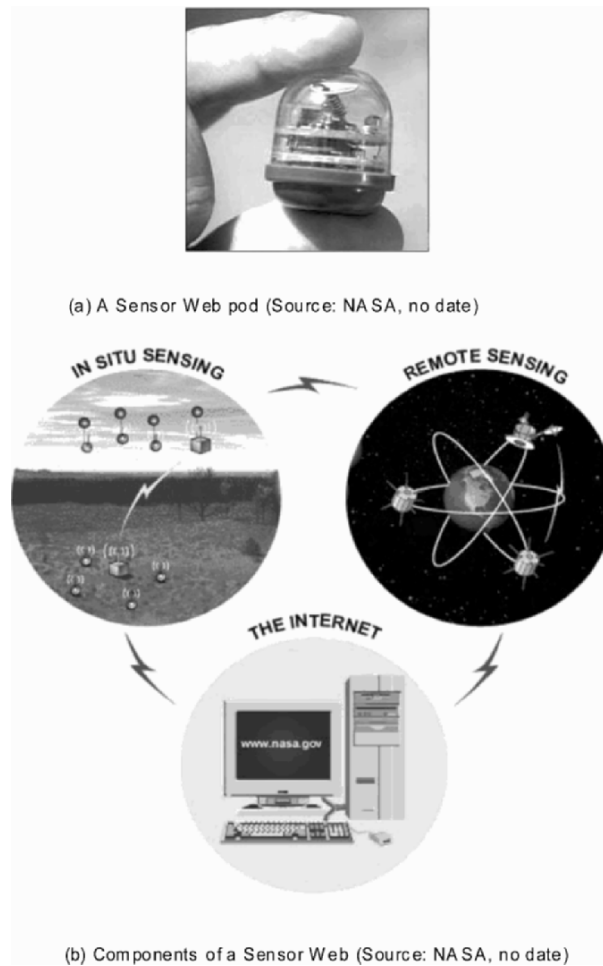 (a) A Sensor Web pod (Source: NASA, no date)
IN SITU SENSING
REMOTE SENSING
THE INTERNET
www.nasa.gov
(b) Components of a Sensor Web (Source: NASA, no date)